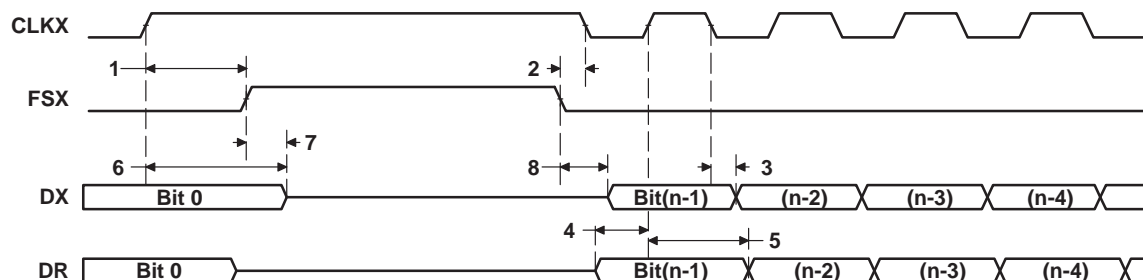 CLKX
1 2
FSX
7
6 8 3
DX Bit 0 Bit(n-1) (n-2) (n-3) (n-4)
4 5
DR Bit 0 Bit(n-1) (n-2) (n-3) (n-4)